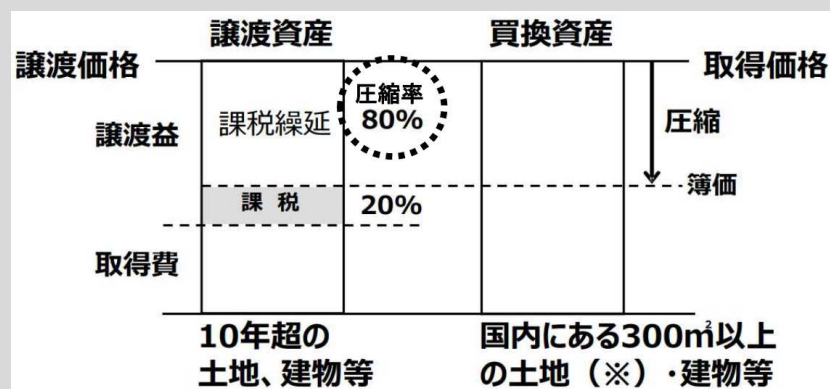 譲渡資産
買換資産
譲渡価格
取得価格
圧縮率
80%
課税繰延
譲渡益
圧縮
簿価
課 税
20%
取得費
10年超の
土地、建物等
国内にある300㎡以上
の土地（※）・建物等